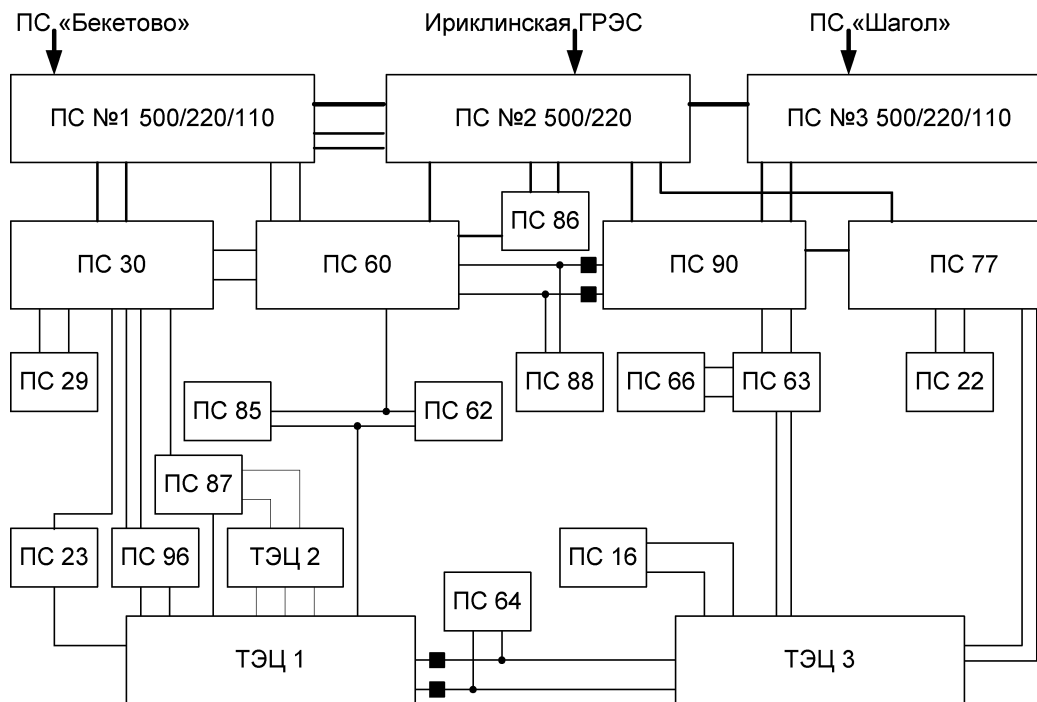 ПС «Бекетово»
Ириклинская ГРЭС
ПС «Шагол»
ПС №1 500/220/110
ПС №2 500/220
ПС №3 500/220/110
ПС 86
ПС 30
ПС 60
ПС 90
ПС 77
ПС 29
ПС 88
ПС 66
ПС 63
ПС 22
ПС 85
ПС 62
ПС 87
ПС 23
ПС 96
ТЭЦ 2
ПС 16
ПС 64
ТЭЦ 1
ТЭЦ 3